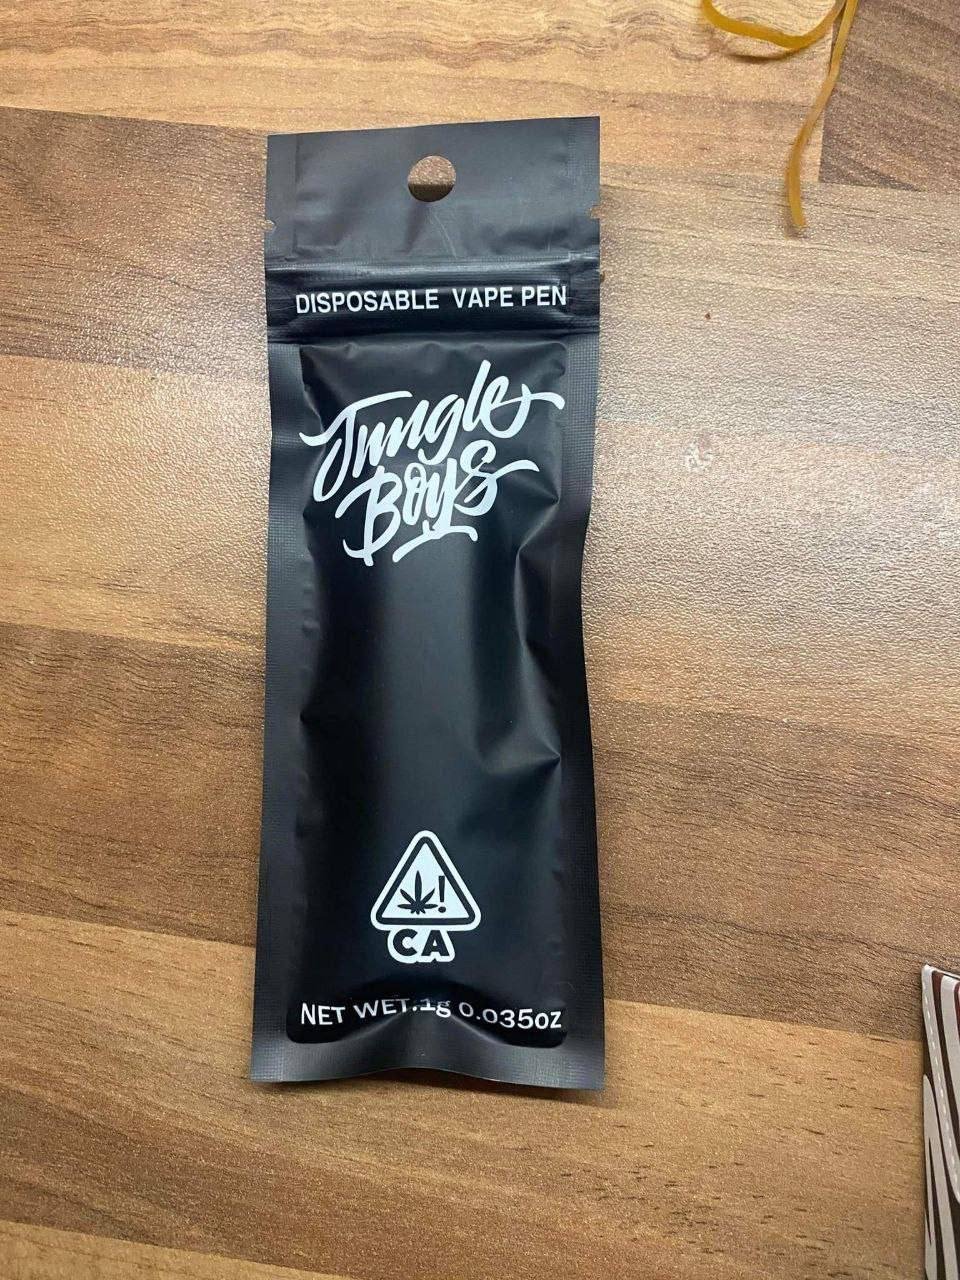 DISPOSABLE VAPE PEN
Jungle
Boys
!
CA
NET WET.1g 0.035oz